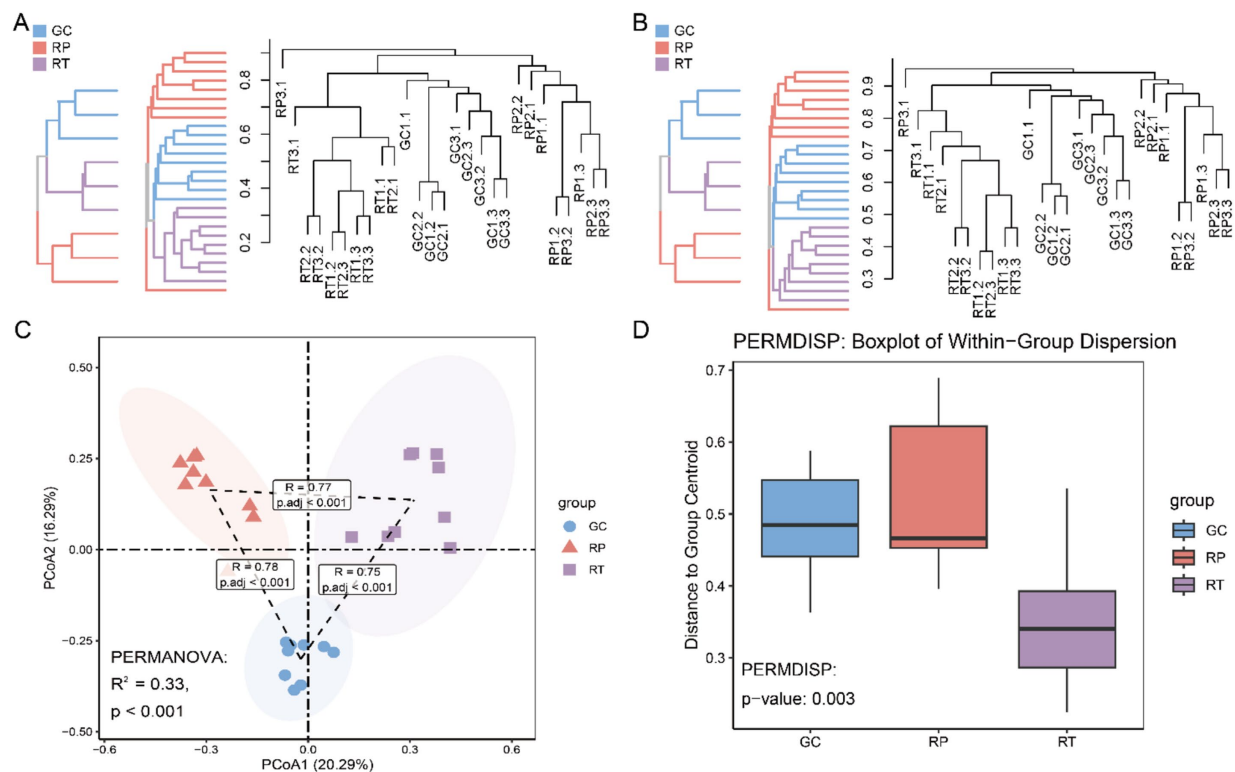 A
GC
RP
RT
0.8
0.6
0.4
0.2
RP3.1
RT3.1
RT2.2
RT3.2
RT1.2
RT2.3
RT1.3
RT3.3
RT1.1
RT2.1
GC1.1
GC2.2
GC1.2
GC2.1
GC3.1
GC2.3
GC3.2
GC1.3
GC3.3
RP2.2
RP2.1
RP1.1
RP1.2
RP3.2
RP1.3
RP2.3
RP3.3
B
GC
RP
RT
0.9
0.8
0.7
0.6
0.5
0.4
0.3
RP3.1
RT3.1
RT1.1
RT2.1
RT2.2
RT3.2
RT1.2
RT2.3
RT1.3
RT3.3
GC1.1
GC2.2
GC1.2
GC2.1
GC3.1
GC2.3
GC3.2
GC1.3
GC3.3
RP2.2
RP2.1
RP1.1
RP1.2
RP3.2
RP1.3
RP2.3
RP3.3
C
PCoA2 (16.29%)
0.50
0.25
0.00
−0.25
−0.50
R = 0.77
p.adj < 0.001
R = 0.78
p.adj < 0.001
R = 0.75
p.adj < 0.001
PERMANOVA:
R² = 0.33,
p < 0.001
−0.6
−0.3
0.0
0.3
0.6
PCoA1 (20.29%)
group
GC
RP
RT
D
PERMDISP: Boxplot of Within−Group Dispersion
Distance to Group Centroid
0.7
0.6
0.5
0.4
0.3
PERMDISP:
p-value: 0.003
GC
RP
RT
group
GC
RP
RT